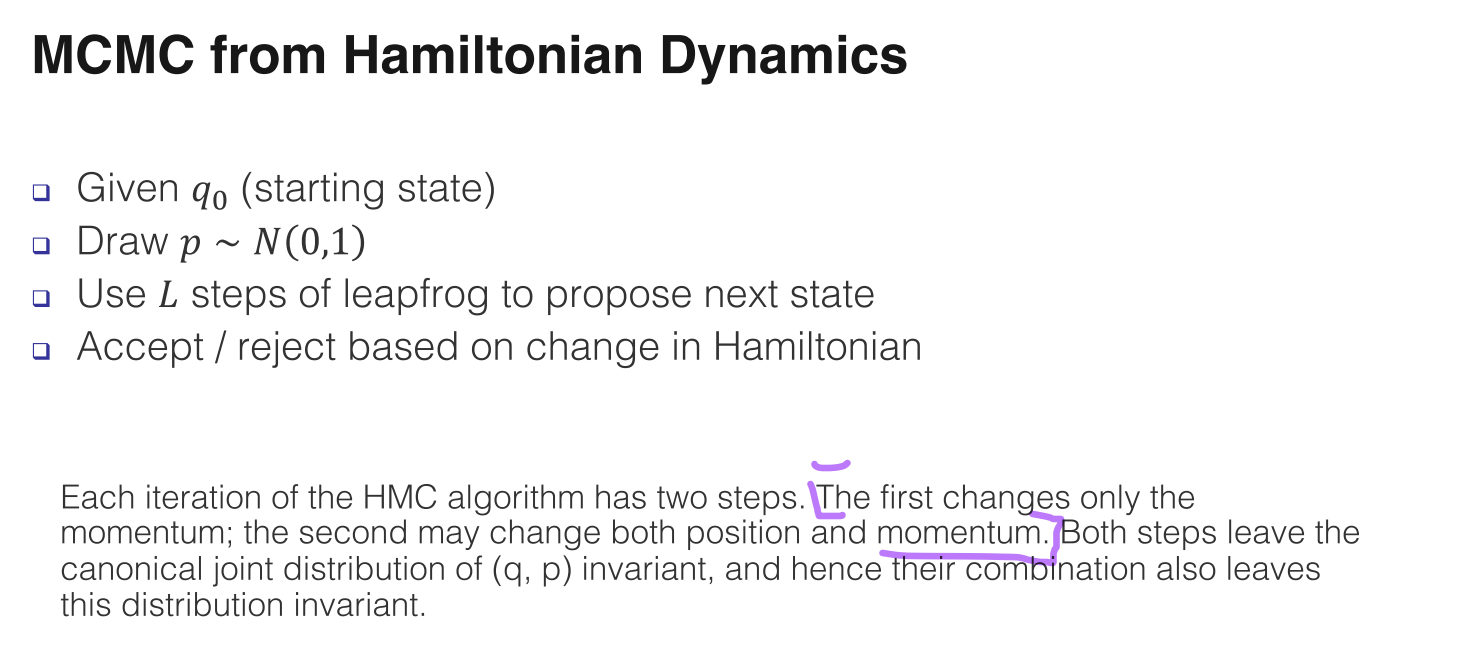 MCMC from Hamiltonian Dynamics
Given q₀ (starting state)
Draw p ~ N(0,1)
Use L steps of leapfrog to propose next state
Accept / reject based on change in Hamiltonian
Each iteration of the HMC algorithm has two steps. The first changes only the
momentum; the second may change both position and momentum. Both steps leave the
canonical joint distribution of (q, p) invariant, and hence their combination also leaves
this distribution invariant.